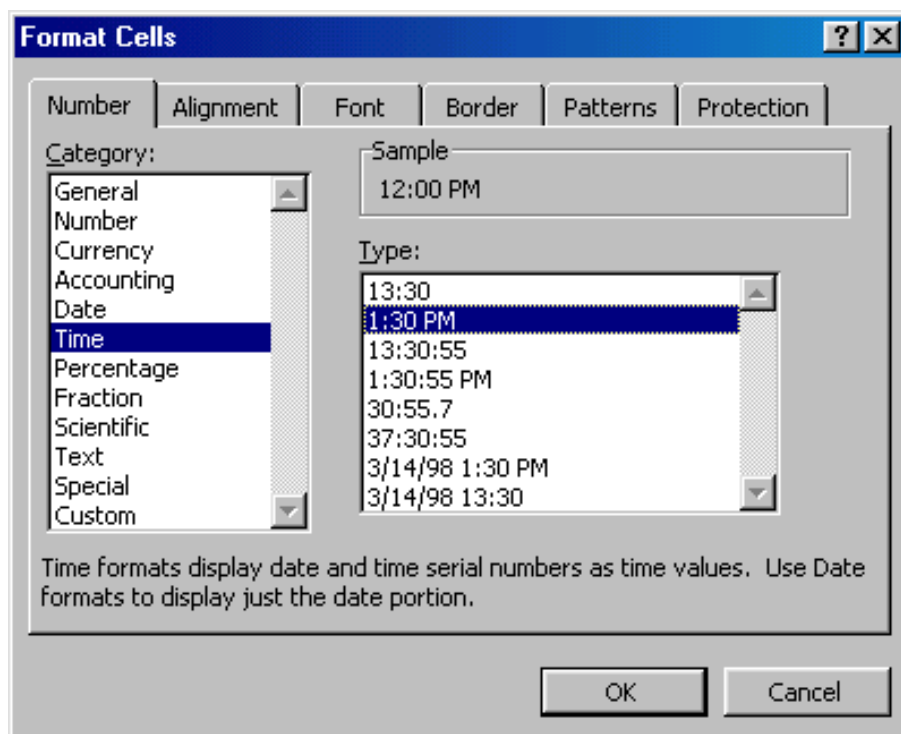 Format Cells
Number Alignment Font Border Patterns Protection
Category:
General
Number
Currency
Accounting
Date
Time
Percentage
Fraction
Scientific
Text
Special
Custom
Sample
12:00 PM
Type:
13:30
1:30 PM
13:30:55
1:30:55 PM
30:55.7
37:30:55
3/14/98 1:30 PM
3/14/98 13:30
Time formats display date and time serial numbers as time values. Use Date
formats to display just the date portion.
OK Cancel